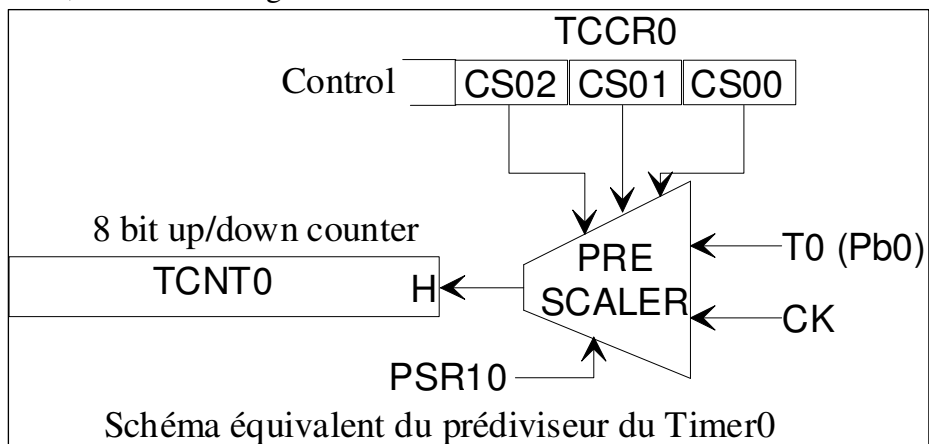 TCCR0
Control CS02 CS01 CS00
8 bit up/down counter
TCNT0 H
PRE
SCALER
T0 (Pb0)
CK
PSR10
Schéma équivalent du prédiviseur du Timer0